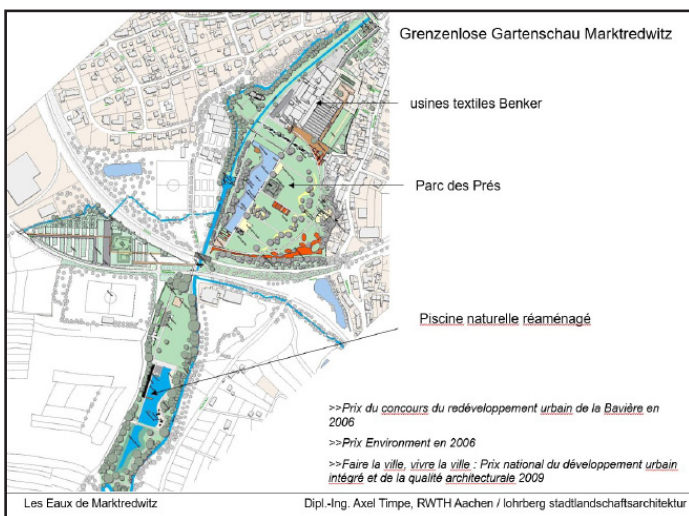 Grenzenlose Gartenschau Marktredwitz
usines textiles Benker
Parc des Prés
Piscine naturelle réaménagé
>>Prix du concours du redéveloppement urbain de la Bavière en
2006
>>Prix Environment en 2006
>>Faire la ville, vivre la ville : Prix national du développement urbain
intégré et de la qualité architecturale 2009
Les Eaux de Marktredwitz
Dipl.-Ing. Axel Timpe, RWTH Aachen / lohrberg stadtlandschaftsarchitektur